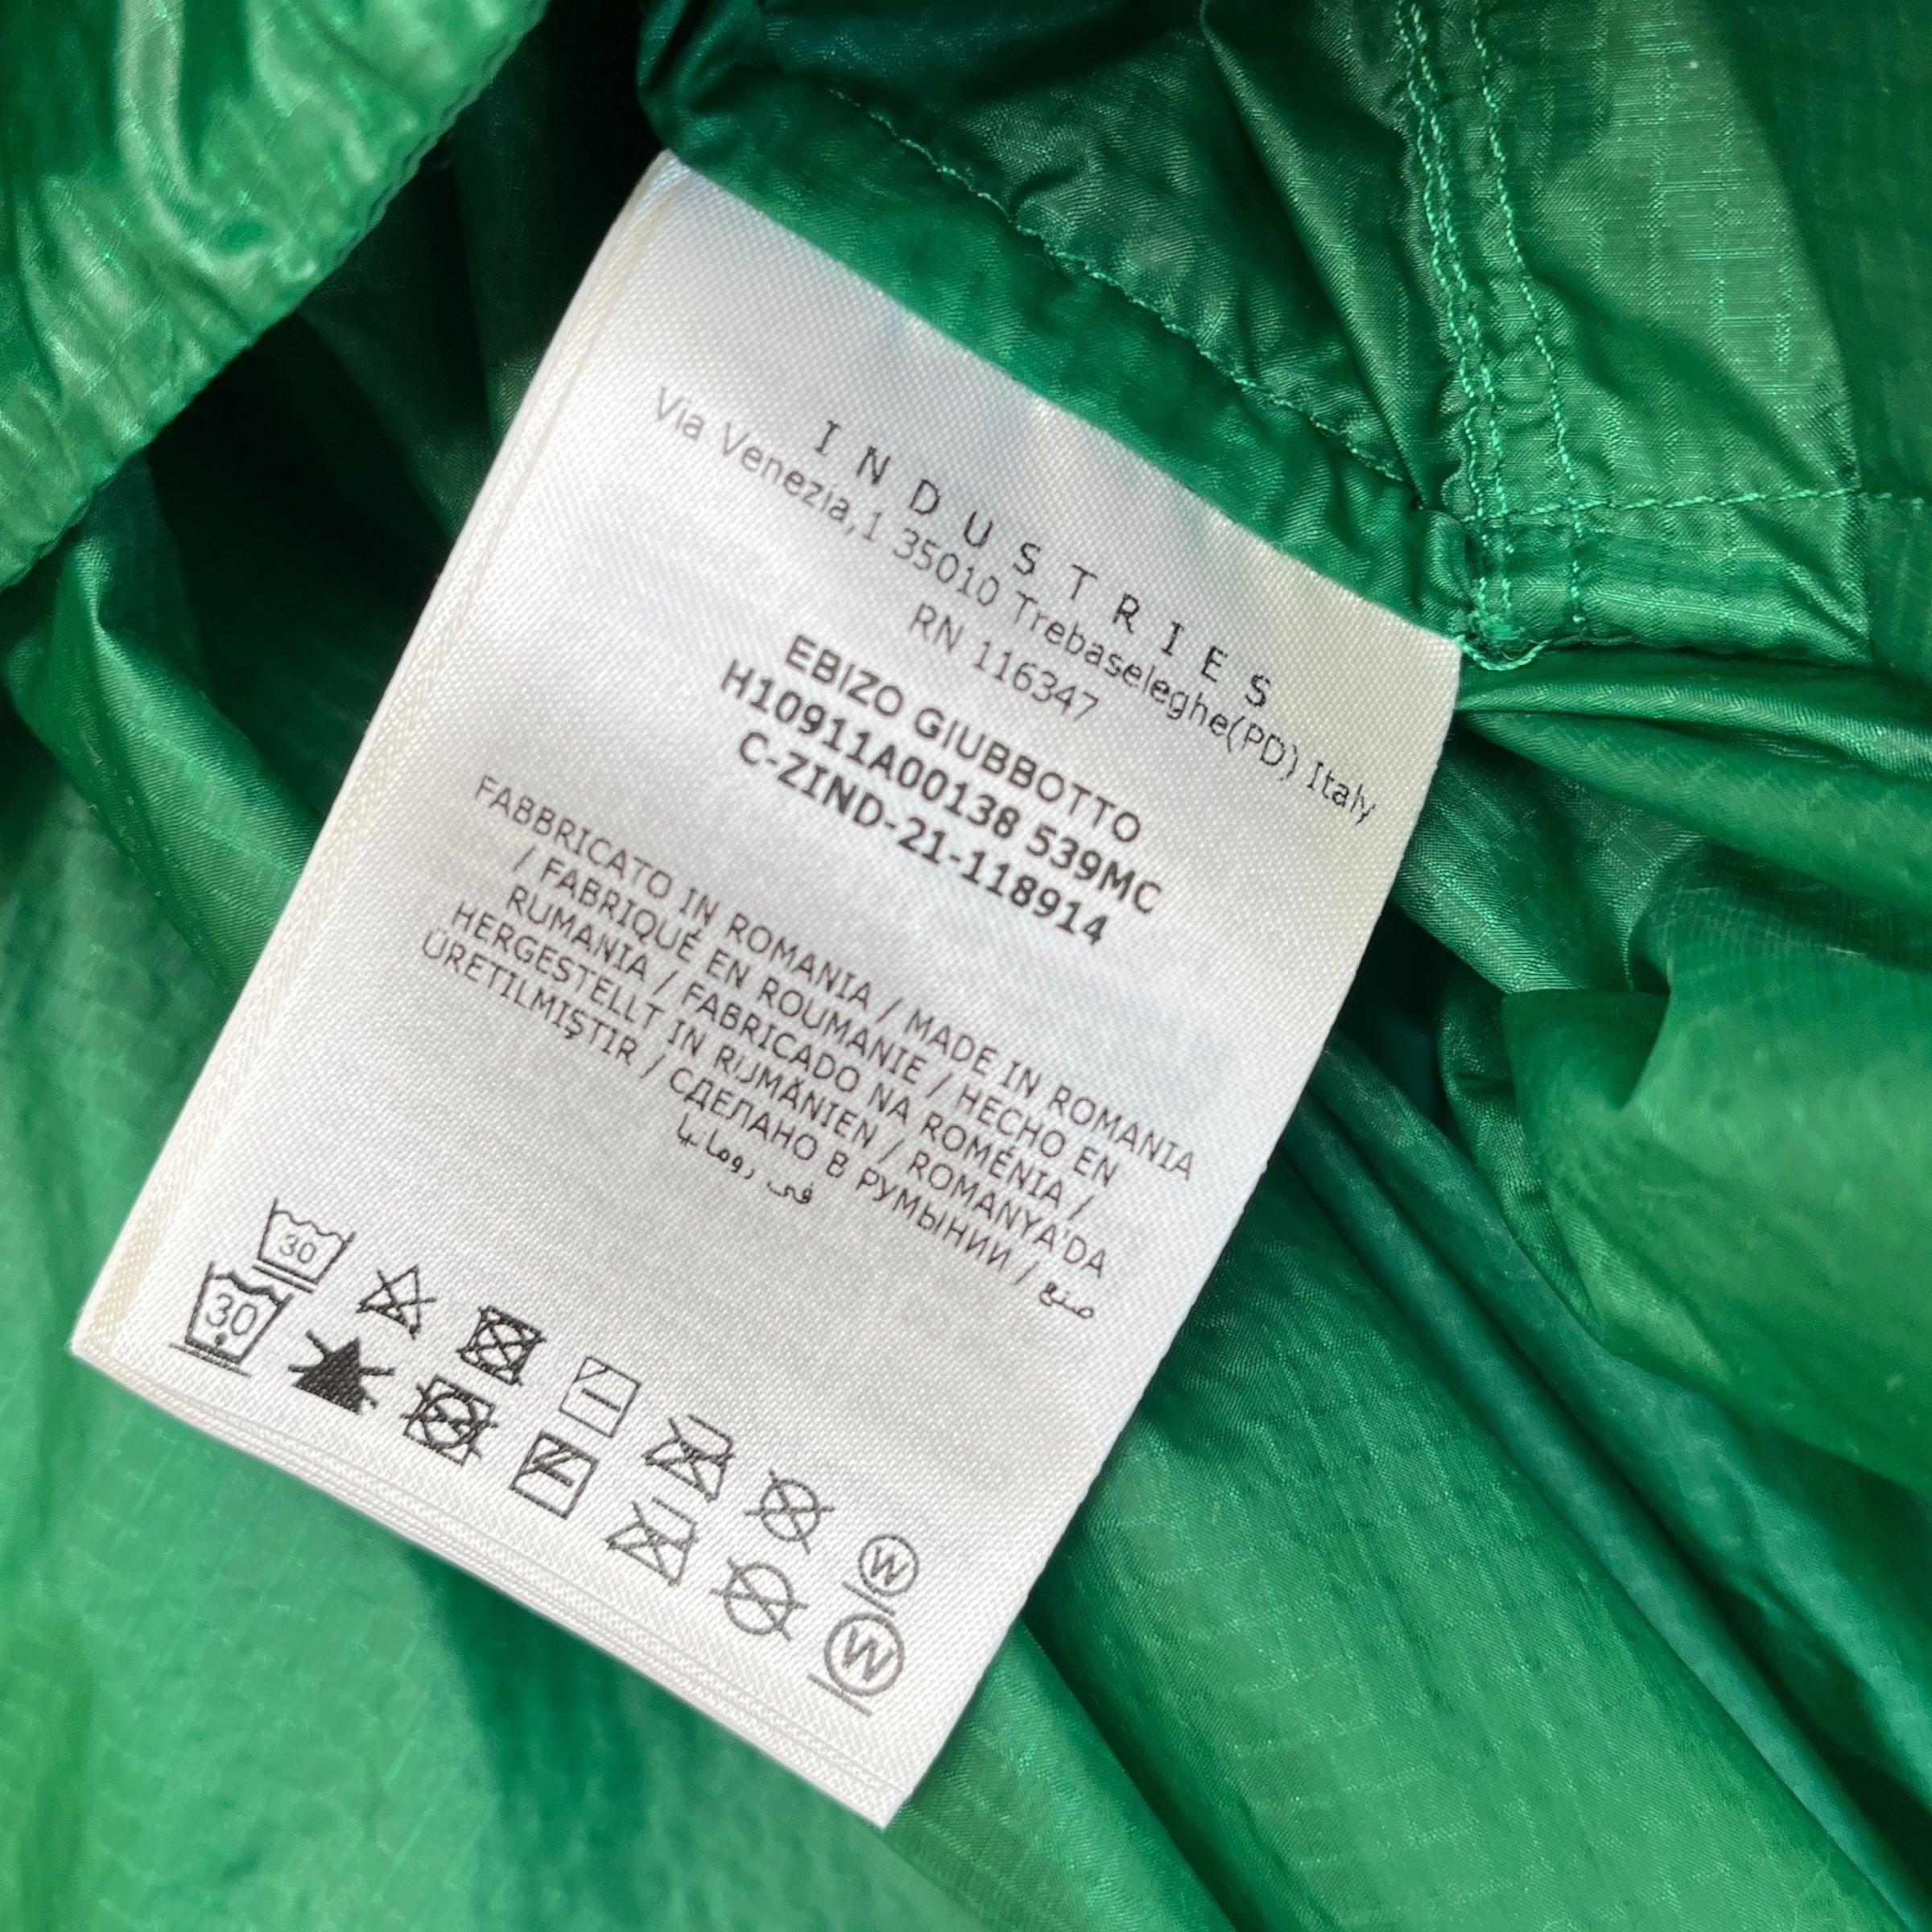 INDUSTRIES
Via Venezia,1 35010 Trebaseleghe(PD) Italy
RN 116347
EBIZO GIUBBOTTO
H10911A00138 539MC
C-ZIND-21-118914
FABBRICATO IN ROMANIA / MADE IN ROMANIA
/ FABRIQUÉ EN ROUMANIE / HECHO EN
RUMANIA / FABRICADO NA ROMÉNIA /
HERGESTELLT IN RUMÄNIEN / ROMANYA'DA
ÜRETILMIŞTIR / СДЕЛАНО В РУМЫНИИ / صنع
في رومانيا
30
W
30
W